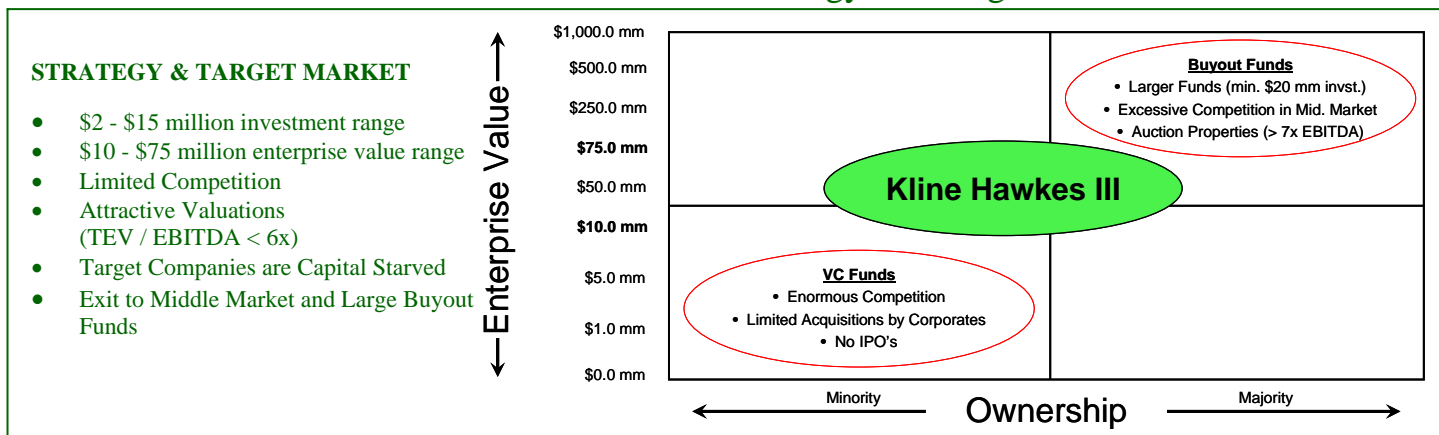 STRATEGY & TARGET MARKET
• $2 - $15 million investment range
• $10 - $75 million enterprise value range
• Limited Competition
• Attractive Valuations
(TEV / EBITDA < 6x)
• Target Companies are Capital Starved
• Exit to Middle Market and Large Buyout
Funds
Enterprise Value
$1,000.0 mm
$500.0 mm
$250.0 mm
$75.0 mm
$50.0 mm
$10.0 mm
$5.0 mm
$1.0 mm
$0.0 mm
Buyout Funds
• Larger Funds (min. $20 mm invst.)
• Excessive Competition in Mid. Market
• Auction Properties (> 7x EBITDA)
Kline Hawkes III
VC Funds
• Enormous Competition
• Limited Acquisitions by Corporates
• No IPO's
Minority
Ownership
Majority